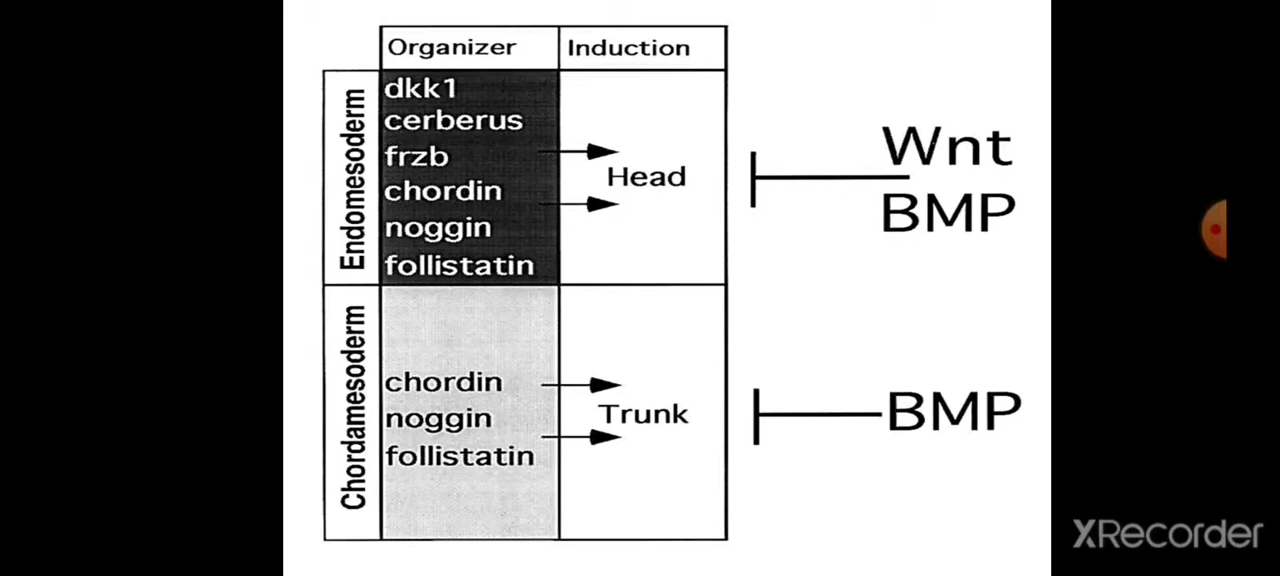 Organizer Induction
Endomesoderm
dkk1
cerberus
frzb
chordin
noggin
follistatin
Head
Wnt
BMP
Chordamesoderm
chordin
noggin
follistatin
Trunk
BMP
XRecorder